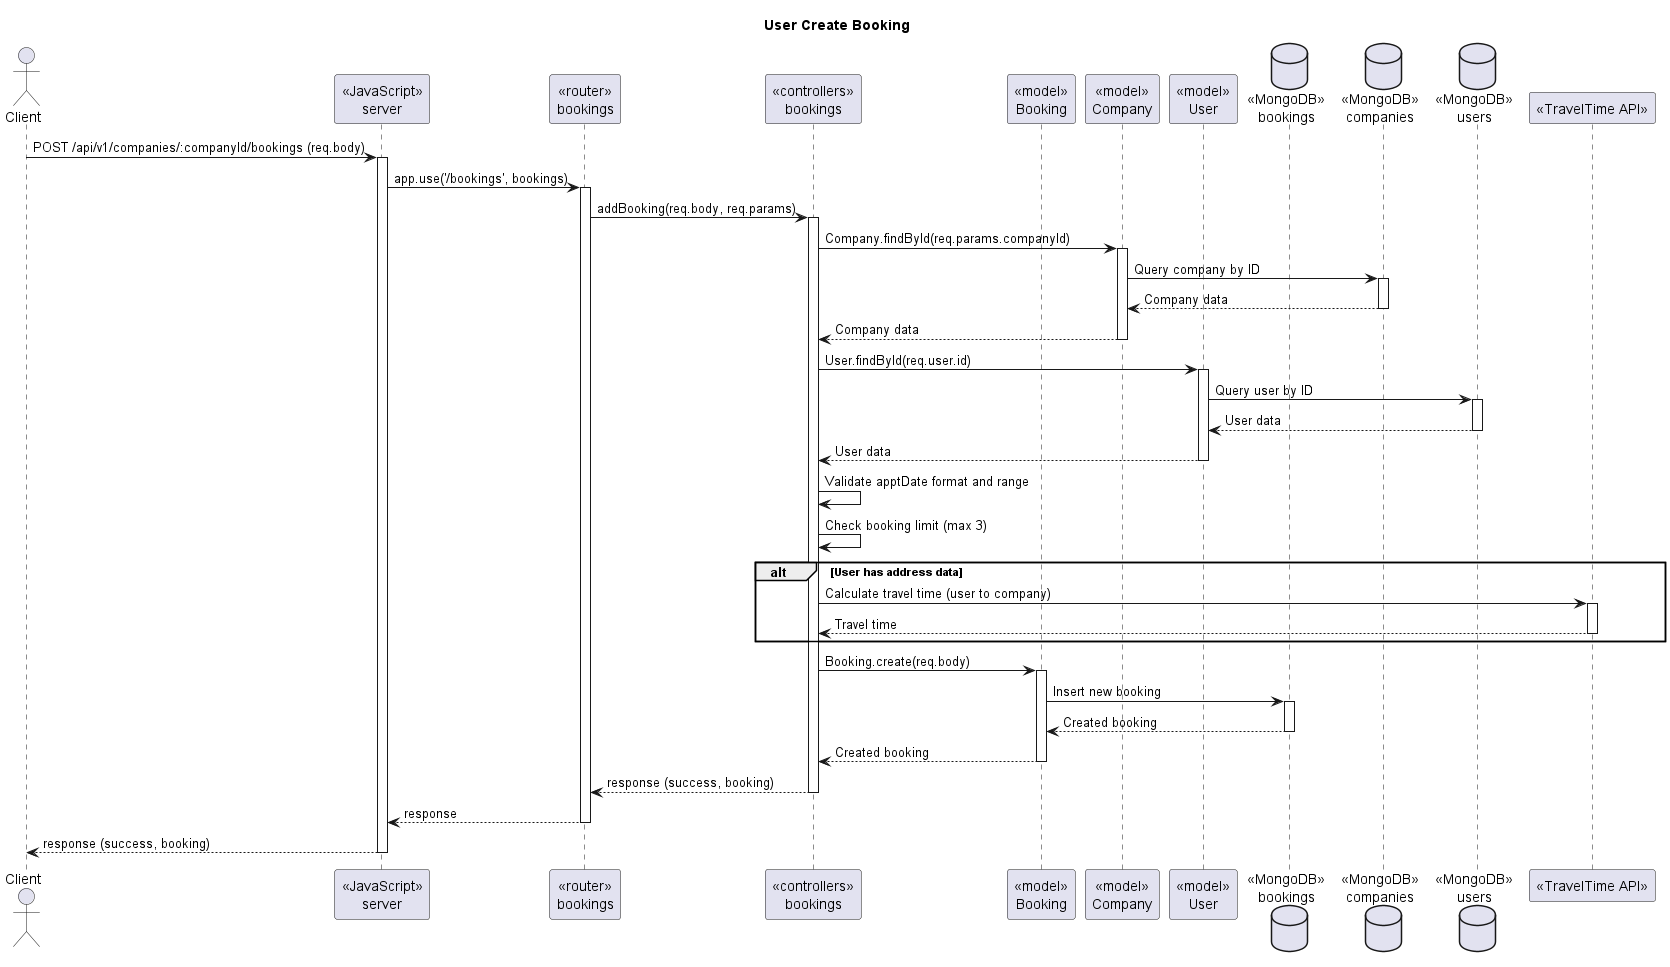 User Create Booking
Client
«JavaScript»
server
«router»
bookings
«controllers»
bookings
«model»
Booking
«model»
Company
«model»
User
«MongoDB»
bookings
«MongoDB»
companies
«MongoDB»
users
«TravelTime API»
POST /api/v1/companies/:companyId/bookings (req.body)
app.use('/bookings', bookings)
addBooking(req.body, req.params)
Company.findById(req.params.companyId)
Query company by ID
Company data
Company data
User.findById(req.user.id)
Query user by ID
User data
User data
Validate apptDate format and range
Check booking limit (max 3)
alt [User has address data]
Calculate travel time (user to company)
Travel time
Booking.create(req.body)
Insert new booking
Created booking
Created booking
response (success, booking)
response
response (success, booking)
Client
«JavaScript»
server
«router»
bookings
«controllers»
bookings
«model»
Booking
«model»
Company
«model»
User
«MongoDB»
bookings
«MongoDB»
companies
«MongoDB»
users
«TravelTime API»